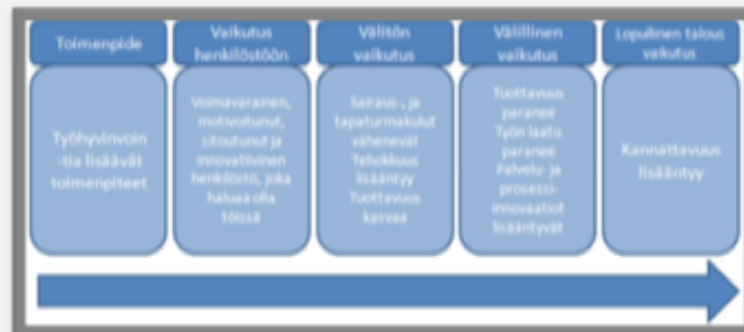 Toimenpide
Vaikutus
henkilöstöön
Välitön
vaikutus
Välillinen
vaikutus
Lopullinen talous
vaikutus
Työhyvinvoin
-tia lisäävät
toimenpiteet
Voimavarainen,
motivoitunut,
sitoutunut ja
innovatiivinen
henkilöstö, joka
haluaa olla
töissä
Sairaus-, ja
tapaturmakulut
vähenevät
Tehokkuus
lisääntyy
Tuottavuus
kasvaa
Tuottavuus
paranee
Työn laatu
paranee
Palvelu- ja
prosessi-
innovaatiot
lisääntyvät
Kannattavuus
lisääntyy